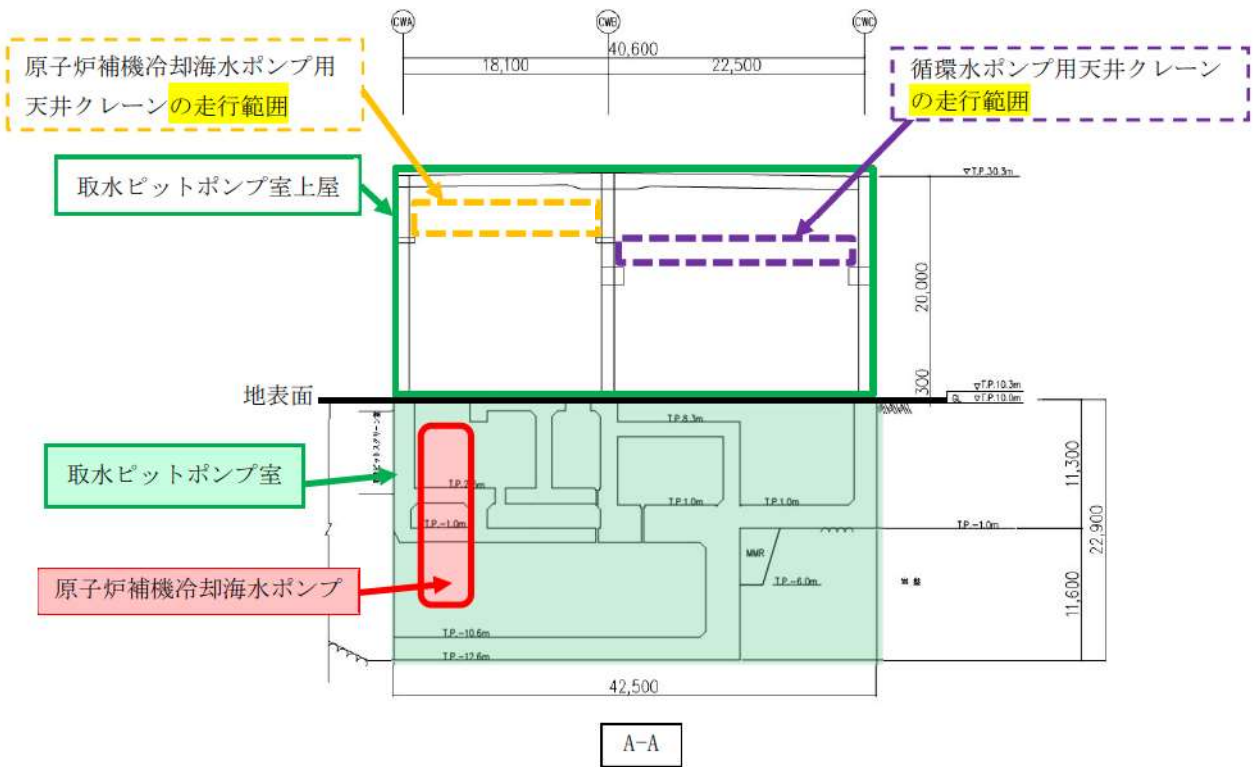 CWA
CWB
CWC
40,600
18,100
22,500
原子炉補機冷却海水ポンプ用
天井クレーンの走行範囲
循環水ポンプ用天井クレーン
の走行範囲
取水ピットポンプ室上屋
▽T.P.30.3m
20,000
300
地表面
▽T.P.10.3m
GL ▽T.P.10.0m
T.P.8.3m
取水ピットポンプ室
T.P.1.0m
T.P.1.0m
11,300
T.P.-1.0m
T.P.-1.0m
22,900
MMR
T.P.-6.0m
岩盤
11,600
原子炉補機冷却海水ポンプ
T.P.-10.6m
T.P.-12.6m
42,500
A-A